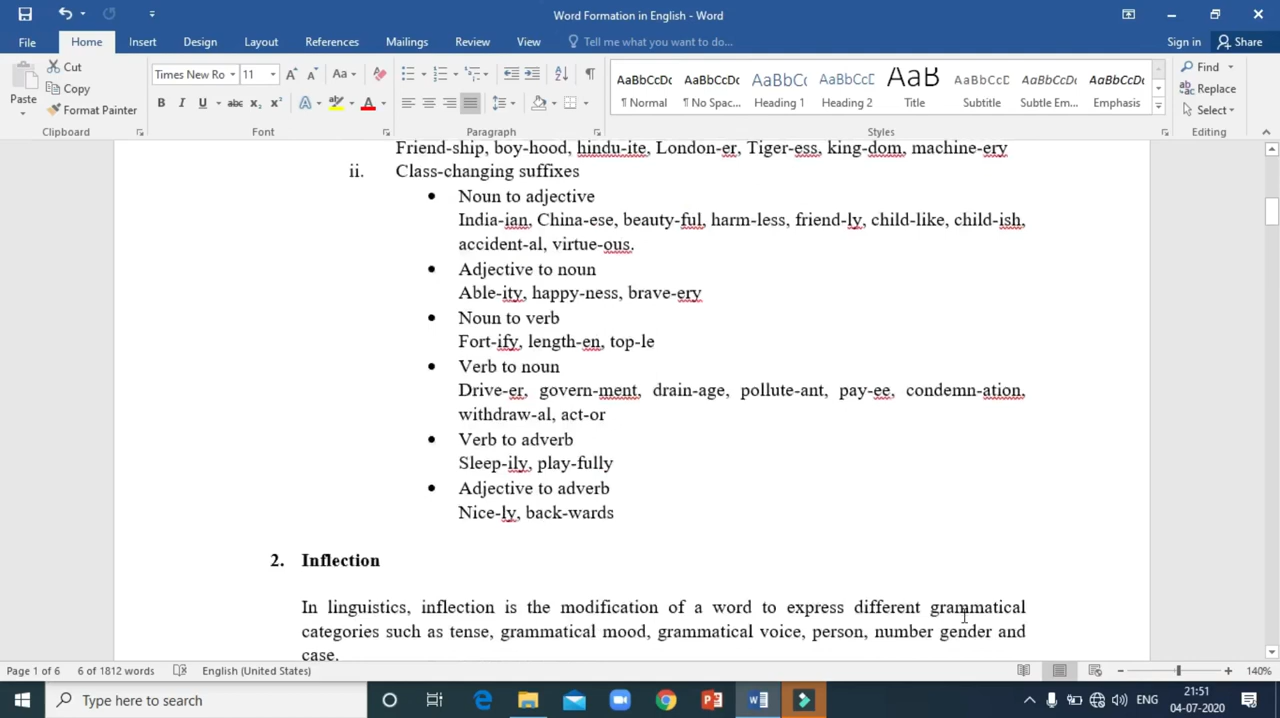 Word Formation in English - Word
File Home Insert Design Layout References Mailings Review View Tell me what you want to do... Sign in Share
Paste Cut Copy Format Painter Clipboard
Times New Ro 11 Font
Paragraph
AaBbCcDc ¶ Normal AaBbCcDc ¶ No Spac... AaBbCc Heading 1 AaBbCcC Heading 2 AaB Title AaBbCcC Subtitle AaBbCcDc Subtle Em... AaBbCcDc Emphasis Styles
Find Replace Select Editing
Friend-ship, boy-hood, hindu-ite, London-er, Tiger-ess, king-dom, machine-ery
ii. Class-changing suffixes
• Noun to adjective
India-ian, China-ese, beauty-ful, harm-less, friend-ly, child-like, child-ish,
accident-al, virtue-ous.
• Adjective to noun
Able-ity, happy-ness, brave-ery
• Noun to verb
Fort-ify, length-en, top-le
• Verb to noun
Drive-er, govern-ment, drain-age, pollute-ant, pay-ee, condemn-ation,
withdraw-al, act-or
• Verb to adverb
Sleep-ily, play-fully
• Adjective to adverb
Nice-ly, back-wards
2. Inflection
In linguistics, inflection is the modification of a word to express different grammatical
categories such as tense, grammatical mood, grammatical voice, person, number gender and
case.
Page 1 of 6 6 of 1812 words English (United States) 140%
Type here to search ENG 21:51
04-07-2020